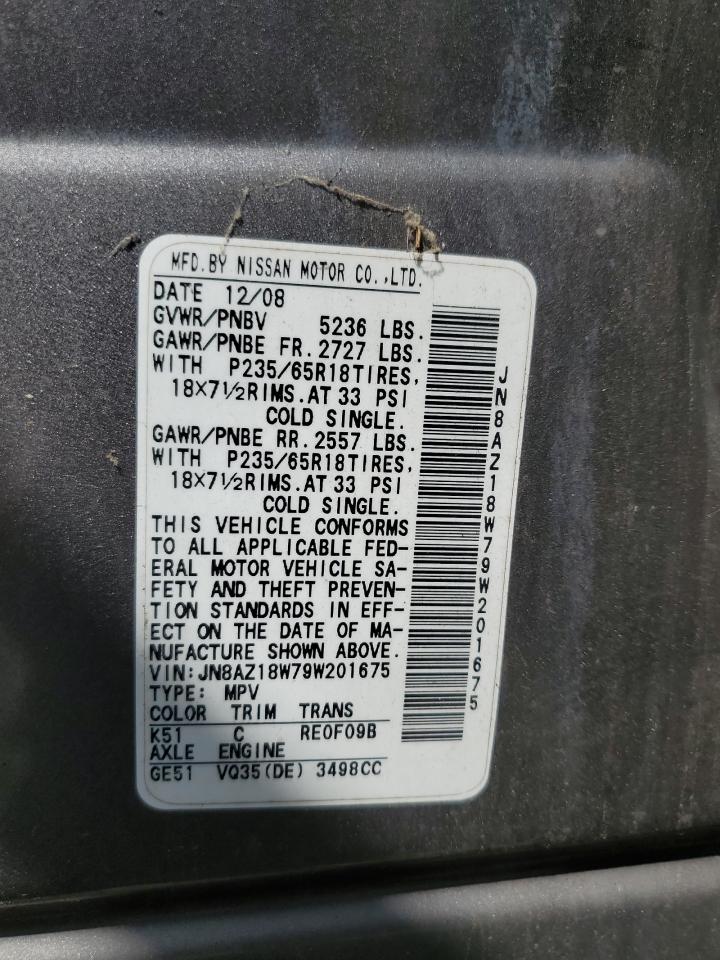 MFD.BY NISSAN MOTOR CO.,LTD.
DATE 12/08
GVWR/PNBV 5236 LBS.
GAWR/PNBE FR.2727 LBS.
WITH P235/65R18TIRES,
18X7½RIMS.AT 33 PSI
COLD SINGLE.
GAWR/PNBE RR.2557 LBS.
WITH P235/65R18TIRES,
18X7½RIMS.AT 33 PSI
COLD SINGLE.
THIS VEHICLE CONFORMS
TO ALL APPLICABLE FED-
ERAL MOTOR VEHICLE SA-
FETY AND THEFT PREVEN-
TION STANDARDS IN EFF-
ECT ON THE DATE OF MA-
NUFACTURE SHOWN ABOVE.
VIN:JN8AZ18W79W201675
TYPE: MPV
COLOR TRIM TRANS
K51 C RE0F09B
AXLE ENGINE
GE51 VQ35(DE) 3498CC
JN8AZ18W79W201675